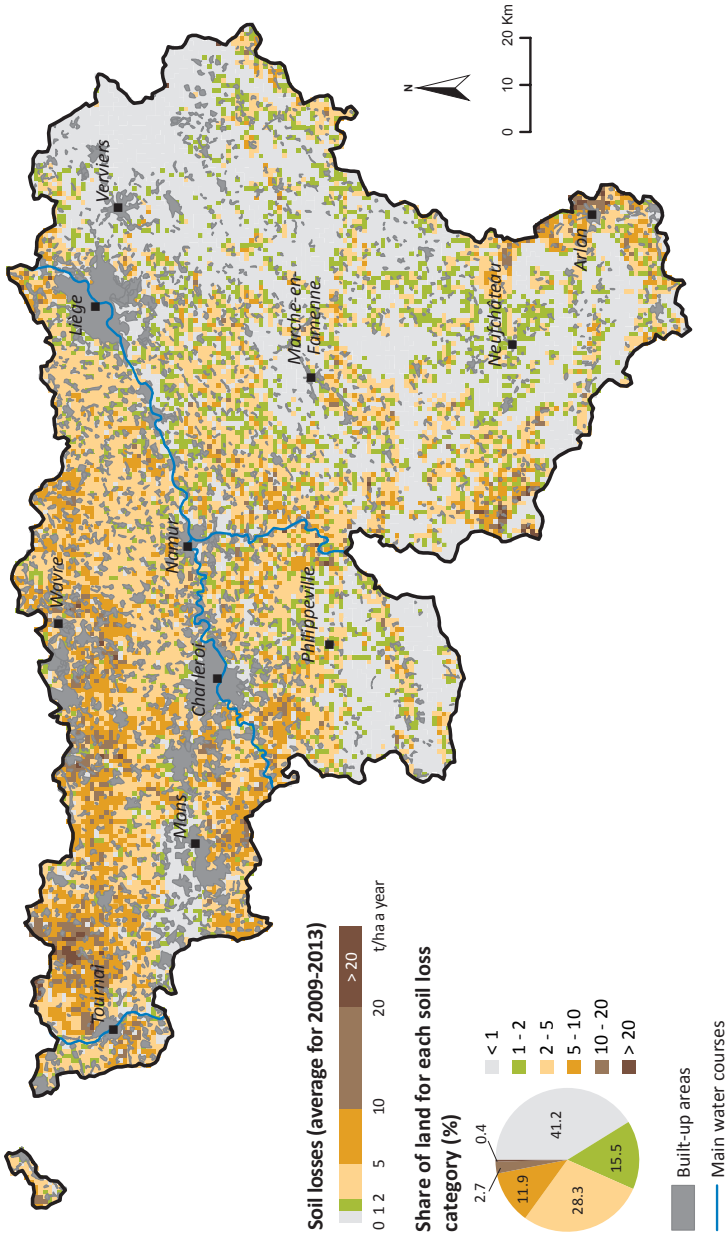 Wavre
Tournai
Liège
Verviers
Mons
Charleroi
Namur
Philippeville
Marche-en-
Famenne
Neufchâteau
Arlon
N
0 10 20 Km
Soil losses (average for 2009-2013)
> 20
0 1 2 5 10 20 t/ha a year
Share of land for each soil loss
category (%)
0.4
2.7
11.9
41.2
28.3
15.5
< 1
1 - 2
2 - 5
5 - 10
10 - 20
> 20
Built-up areas
Main water courses